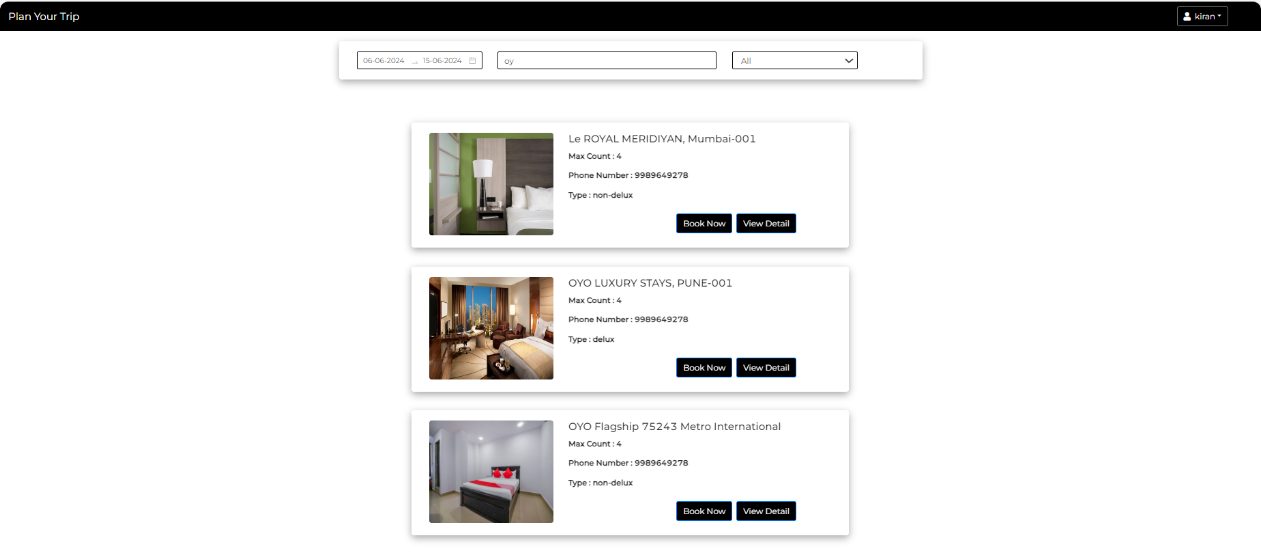 Plan Your Trip
kiran
06-06-2024 → 15-06-2024
oy
All
Le ROYAL MERIDIYAN, Mumbai-001
Max Count : 4
Phone Number : 9989649278
Type : non-delux
Book Now View Detail
OYO LUXURY STAYS, PUNE-001
Max Count : 4
Phone Number : 9989649278
Type : delux
Book Now View Detail
OYO Flagship 75243 Metro International
Max Count : 4
Phone Number : 9989649278
Type : non-delux
Book Now View Detail